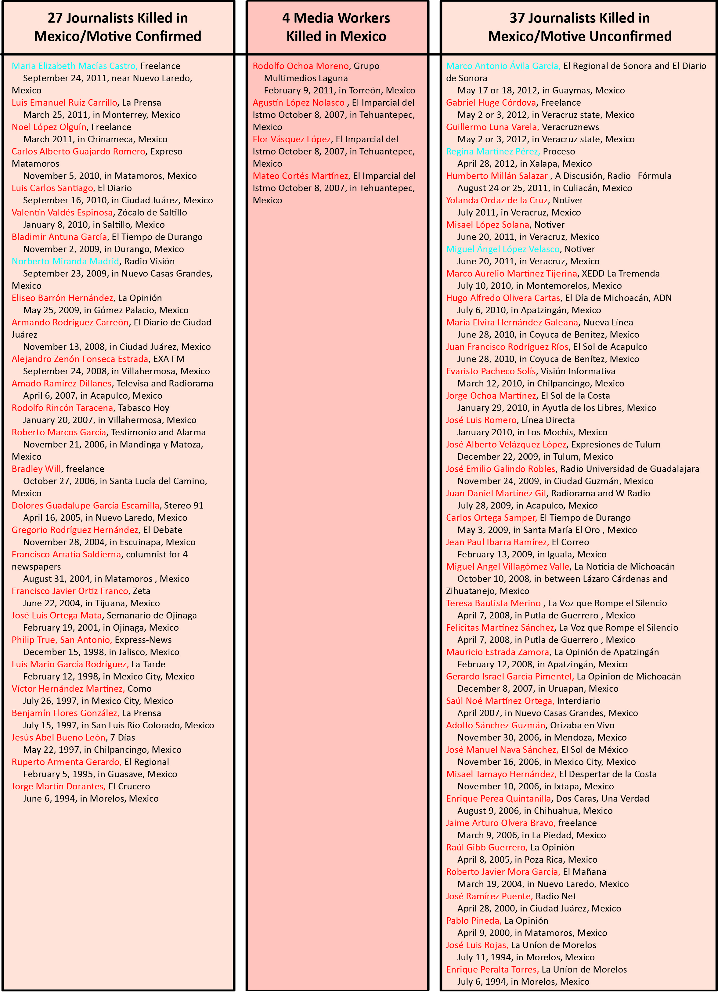 27 Journalists Killed in
Mexico/Motive Confirmed
Maria Elizabeth Macías Castro, Freelance
September 24, 2011, near Nuevo Laredo,
Mexico
Luis Emanuel Ruiz Carrillo, La Prensa
March 25, 2011, in Monterrey, Mexico
Noel López Olguín, Freelance
March 2011, in Chinameca, Mexico
Carlos Alberto Guajardo Romero, Expreso
Matamoros
November 5, 2010, in Matamoros, Mexico
Luis Carlos Santiago, El Diario
September 16, 2010, in Ciudad Juárez, Mexico
Valentín Valdés Espinosa, Zócalo de Saltillo
January 8, 2010, in Saltillo, Mexico
Bladimir Antuna García, El Tiempo de Durango
November 2, 2009, in Durango, Mexico
Norberto Miranda Madrid, Radio Visión
September 23, 2009, in Nuevo Casas Grandes,
Mexico
Eliseo Barrón Hernández, La Opinión
May 25, 2009, in Gómez Palacio, Mexico
Armando Rodríguez Carreón, El Diario de Ciudad
Juárez
November 13, 2008, in Ciudad Juárez, Mexico
Alejandro Zenón Fonseca Estrada, EXA FM
September 24, 2008, in Villahermosa, Mexico
Amado Ramírez Dillanes, Televisa and Radiorama
April 6, 2007, in Acapulco, Mexico
Rodolfo Rincón Taracena, Tabasco Hoy
January 20, 2007, in Villahermosa, Mexico
Roberto Marcos García, Testimonio and Alarma
November 21, 2006, in Mandinga y Matoza,
Mexico
Bradley Will, freelance
October 27, 2006, in Santa Lucía del Camino,
Mexico
Dolores Guadalupe García Escamilla, Stereo 91
April 16, 2005, in Nuevo Laredo, Mexico
Gregorio Rodríguez Hernández, El Debate
November 28, 2004, in Escuinapa, Mexico
Francisco Arratia Saldierna, columnist for 4
newspapers
August 31, 2004, in Matamoros , Mexico
Francisco Javier Ortiz Franco, Zeta
June 22, 2004, in Tijuana, Mexico
José Luis Ortega Mata, Semanario de Ojinaga
February 19, 2001, in Ojinaga, Mexico
Philip True, San Antonio, Express-News
December 15, 1998, in Jalisco, Mexico
Luis Mario García Rodríguez, La Tarde
February 12, 1998, in Mexico City, Mexico
Víctor Hernández Martínez, Como
July 26, 1997, in Mexico City, Mexico
Benjamín Flores González, La Prensa
July 15, 1997, in San Luis Río Colorado, Mexico
Jesús Abel Bueno León, 7 Días
May 22, 1997, in Chilpancingo, Mexico
Ruperto Armenta Gerardo, El Regional
February 5, 1995, in Guasave, Mexico
Jorge Martín Dorantes, El Crucero
June 6, 1994, in Morelos, Mexico
4 Media Workers
Killed in Mexico
Rodolfo Ochoa Moreno, Grupo
Multimedios Laguna
February 9, 2011, in Torreón, Mexico
Agustín López Nolasco , El Imparcial del
Istmo October 8, 2007, in Tehuantepec,
Mexico
Flor Vásquez López, El Imparcial del
Istmo October 8, 2007, in Tehuantepec,
Mexico
Mateo Cortés Martínez, El Imparcial del
Istmo October 8, 2007, in Tehuantepec,
Mexico
37 Journalists Killed in
Mexico/Motive Unconfirmed
Marco Antonio Ávila García, El Regional de Sonora and El Diario
de Sonora
May 17 or 18, 2012, in Guaymas, Mexico
Gabriel Huge Córdova, Freelance
May 2 or 3, 2012, in Veracruz state, Mexico
Guillermo Luna Varela, Veracruznews
May 2 or 3, 2012, in Veracruz state, Mexico
Regina Martínez Pérez, Proceso
April 28, 2012, in Xalapa, Mexico
Humberto Millán Salazar , A Discusión, Radio Fórmula
August 24 or 25, 2011, in Culiacán, Mexico
Yolanda Ordaz de la Cruz, Notiver
July 2011, in Veracruz, Mexico
Misael López Solana, Notiver
June 20, 2011, in Veracruz, Mexico
Miguel Ángel López Velasco, Notiver
June 20, 2011, in Veracruz, Mexico
Marco Aurelio Martínez Tijerina, XEDD La Tremenda
July 10, 2010, in Montemorelos, Mexico
Hugo Alfredo Olivera Cartas, El Día de Michoacán, ADN
July 6, 2010, in Apatzingán, Mexico
María Elvira Hernández Galeana, Nueva Línea
June 28, 2010, in Coyuca de Benítez, Mexico
Juan Francisco Rodríguez Ríos, El Sol de Acapulco
June 28, 2010, in Coyuca de Benítez, Mexico
Evaristo Pacheco Solís, Visión Informativa
March 12, 2010, in Chilpancingo, Mexico
Jorge Ochoa Martínez, El Sol de la Costa
January 29, 2010, in Ayutla de los Libres, Mexico
José Luis Romero, Línea Directa
January 2010, in Los Mochis, Mexico
José Alberto Velázquez López, Expresiones de Tulum
December 22, 2009, in Tulum, Mexico
José Emilio Galindo Robles, Radio Universidad de Guadalajara
November 24, 2009, in Ciudad Guzmán, Mexico
Juan Daniel Martínez Gil, Radiorama and W Radio
July 28, 2009, in Acapulco, Mexico
Carlos Ortega Samper, El Tiempo de Durango
May 3, 2009, in Santa María El Oro , Mexico
Jean Paul Ibarra Ramírez, El Correo
February 13, 2009, in Iguala, Mexico
Miguel Angel Villagómez Valle, La Noticia de Michoacán
October 10, 2008, in between Lázaro Cárdenas and
Zihuatanejo, Mexico
Teresa Bautista Merino , La Voz que Rompe el Silencio
April 7, 2008, in Putla de Guerrero , Mexico
Felicitas Martínez Sánchez, La Voz que Rompe el Silencio
April 7, 2008, in Putla de Guerrero , Mexico
Mauricio Estrada Zamora, La Opinión de Apatzingán
February 12, 2008, in Apatzingán, Mexico
Gerardo Israel García Pimentel, La Opinion de Michoacán
December 8, 2007, in Uruapan, Mexico
Saúl Noé Martínez Ortega, Interdiario
April 2007, in Nuevo Casas Grandes, Mexico
Adolfo Sánchez Guzmán, Orizaba en Vivo
November 30, 2006, in Mendoza, Mexico
José Manuel Nava Sánchez, El Sol de México
November 16, 2006, in Mexico City, Mexico
Misael Tamayo Hernández, El Despertar de la Costa
November 10, 2006, in Ixtapa, Mexico
Enrique Perea Quintanilla, Dos Caras, Una Verdad
August 9, 2006, in Chihuahua, Mexico
Jaime Arturo Olvera Bravo, freelance
March 9, 2006, in La Piedad, Mexico
Raúl Gibb Guerrero, La Opinión
April 8, 2005, in Poza Rica, Mexico
Roberto Javier Mora García, El Mañana
March 19, 2004, in Nuevo Laredo, Mexico
José Ramírez Puente, Radio Net
April 28, 2000, in Ciudad Juárez, Mexico
Pablo Pineda, La Opinión
April 9, 2000, in Matamoros, Mexico
José Luis Rojas, La Uníon de Morelos
July 11, 1994, in Morelos, Mexico
Enrique Peralta Torres, La Uníon de Morelos
July 6, 1994, in Morelos, Mexico